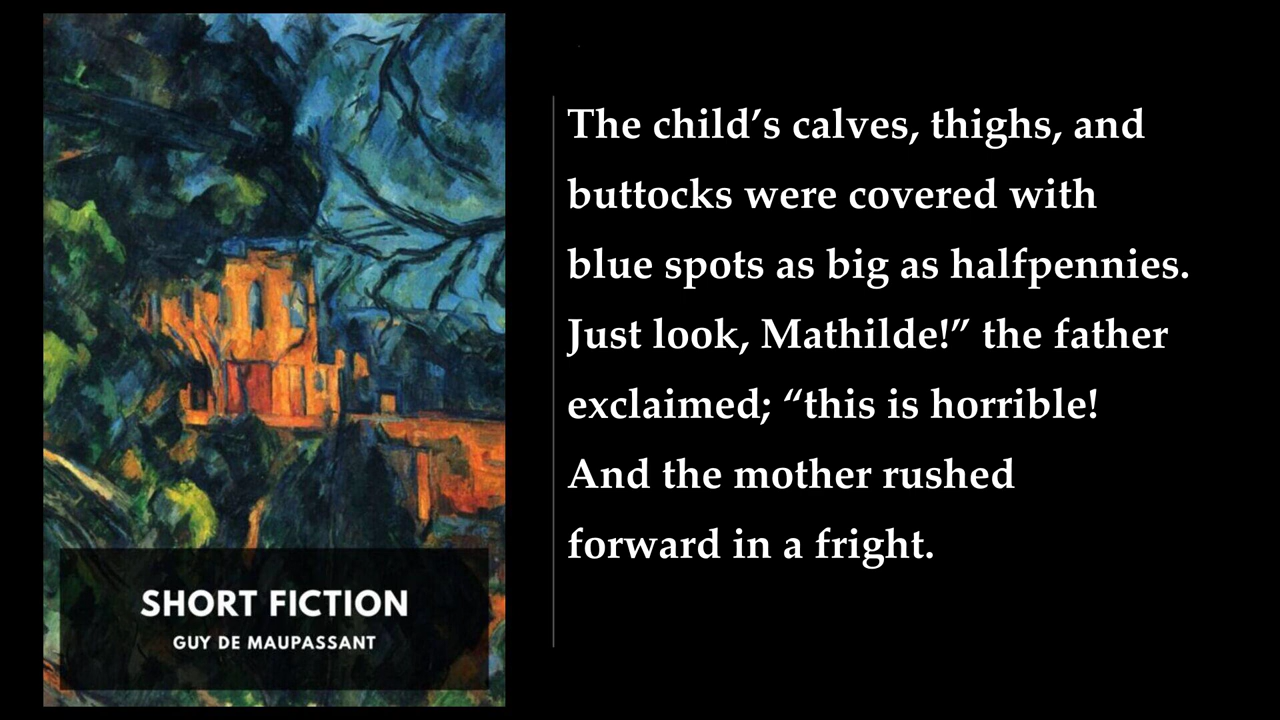 SHORT FICTION
GUY DE MAUPASSANT
The child’s calves, thighs, and
buttocks were covered with
blue spots as big as halfpennies.
Just look, Mathilde!” the father
exclaimed; “this is horrible!
And the mother rushed
forward in a fright.